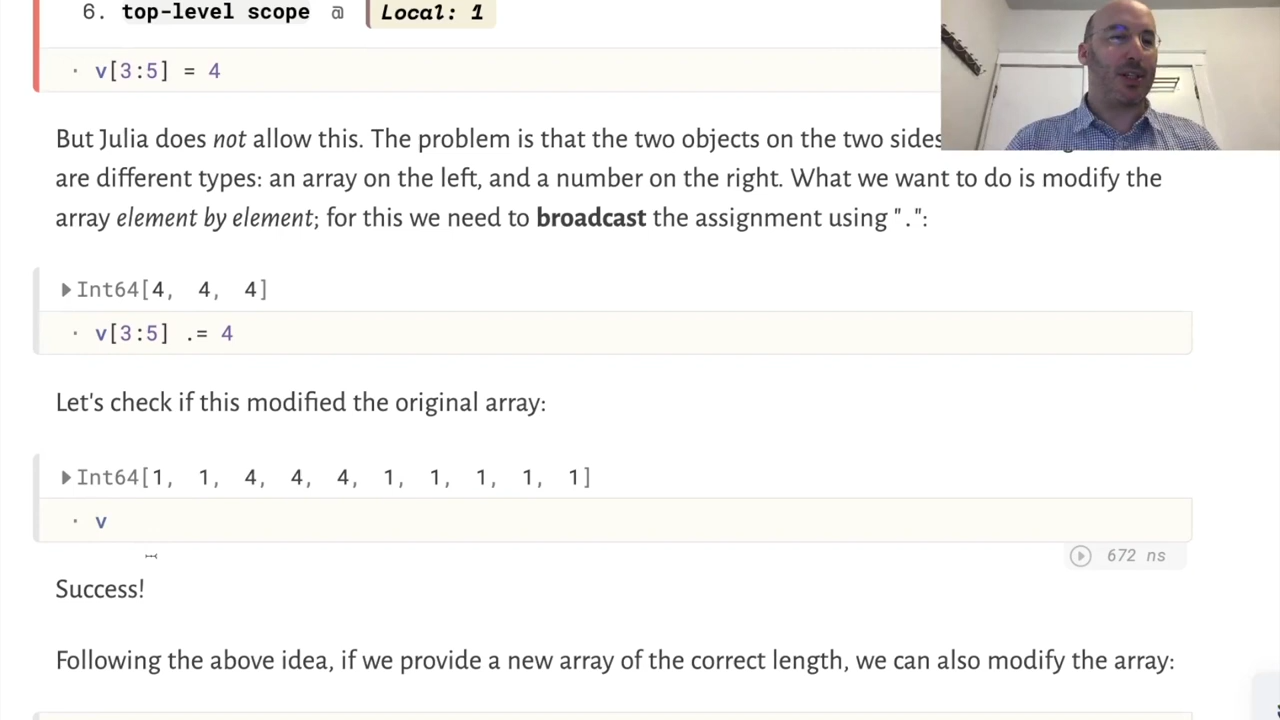 6. top-level scope @ Local: 1
· v[3:5] = 4
But Julia does not allow this. The problem is that the two objects on the two sides
are different types: an array on the left, and a number on the right. What we want to do is modify the
array element by element; for this we need to broadcast the assignment using ".":
Int64[4, 4, 4]
· v[3:5] .= 4
Let's check if this modified the original array:
Int64[1, 1, 4, 4, 4, 1, 1, 1, 1, 1]
· v
672 ns
Success!
Following the above idea, if we provide a new array of the correct length, we can also modify the array: